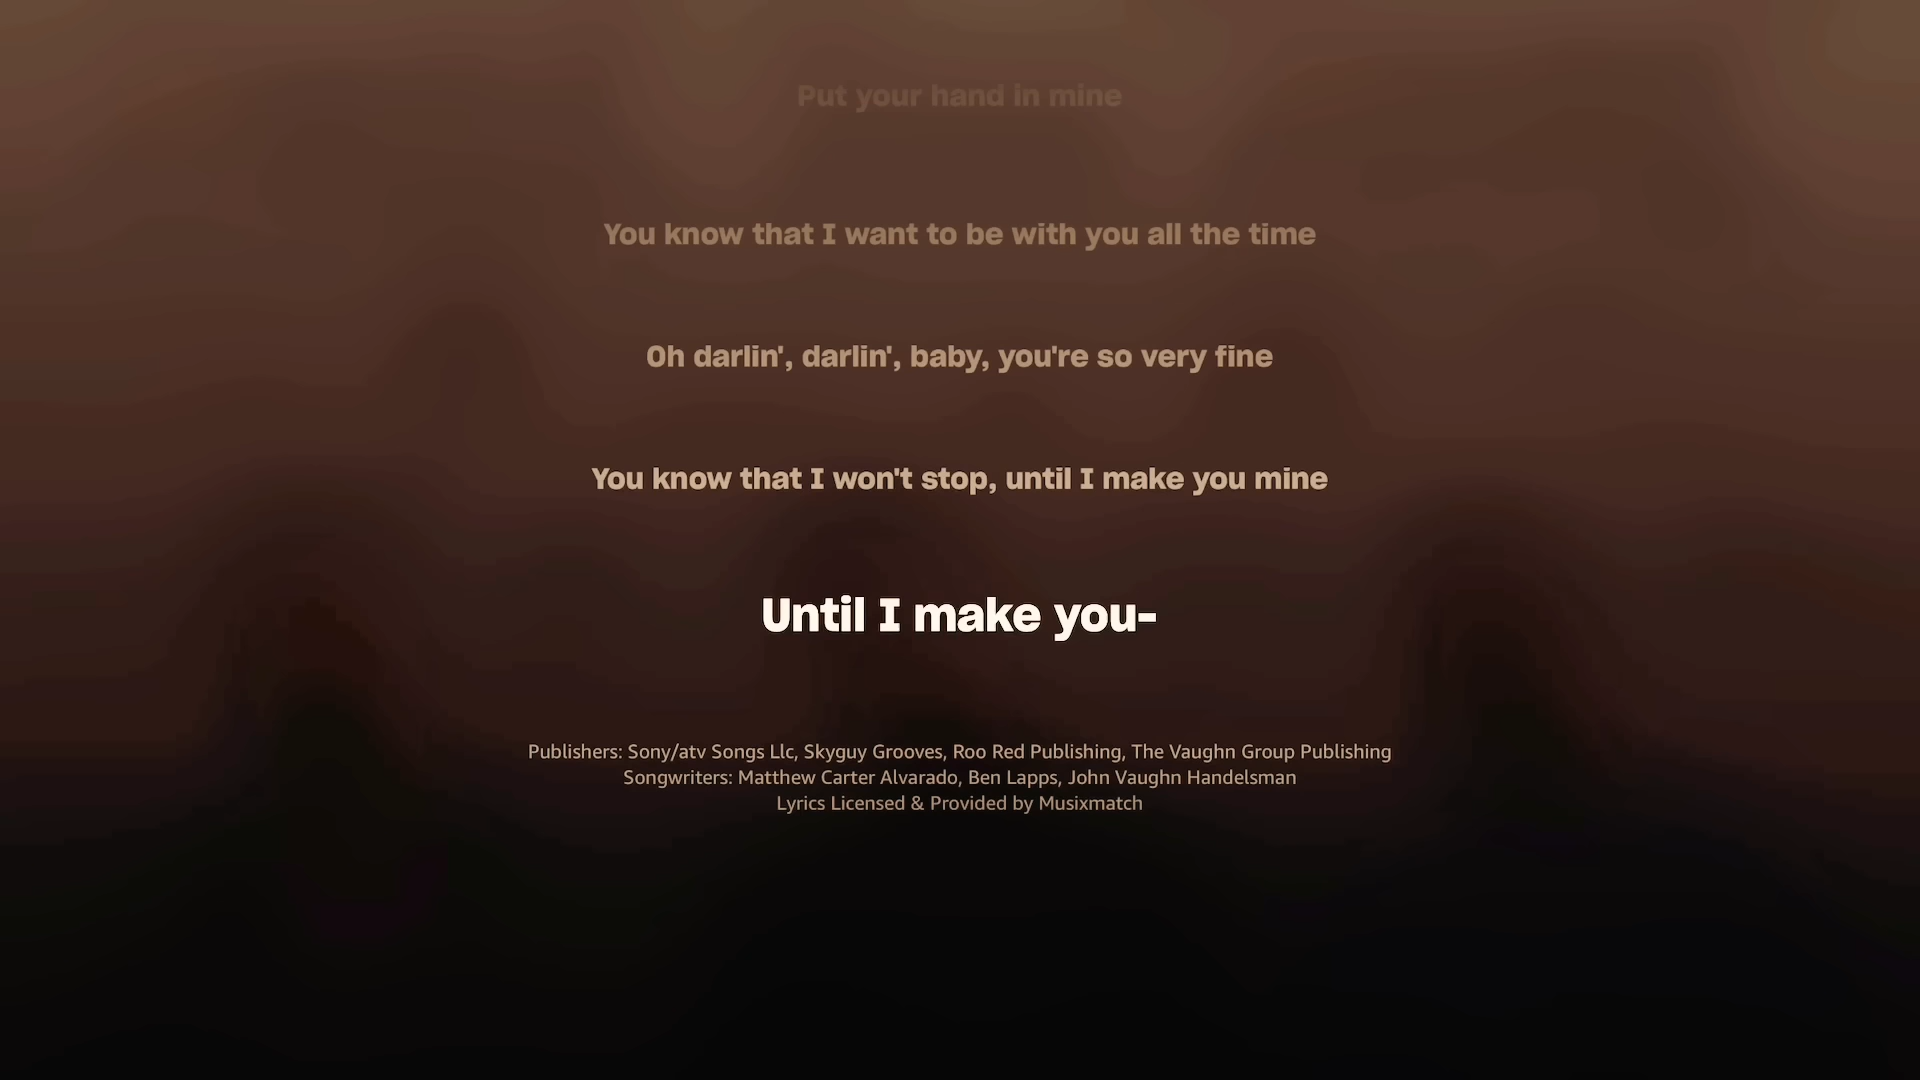 Put your hand in mine
You know that I want to be with you all the time
Oh darlin', darlin', baby, you're so very fine
You know that I won't stop, until I make you mine
Until I make you-
Publishers: Sony/atv Songs Llc, Skyguy Grooves, Roo Red Publishing, The Vaughn Group Publishing
Songwriters: Matthew Carter Alvarado, Ben Lapps, John Vaughn Handelsman
Lyrics Licensed & Provided by Musixmatch